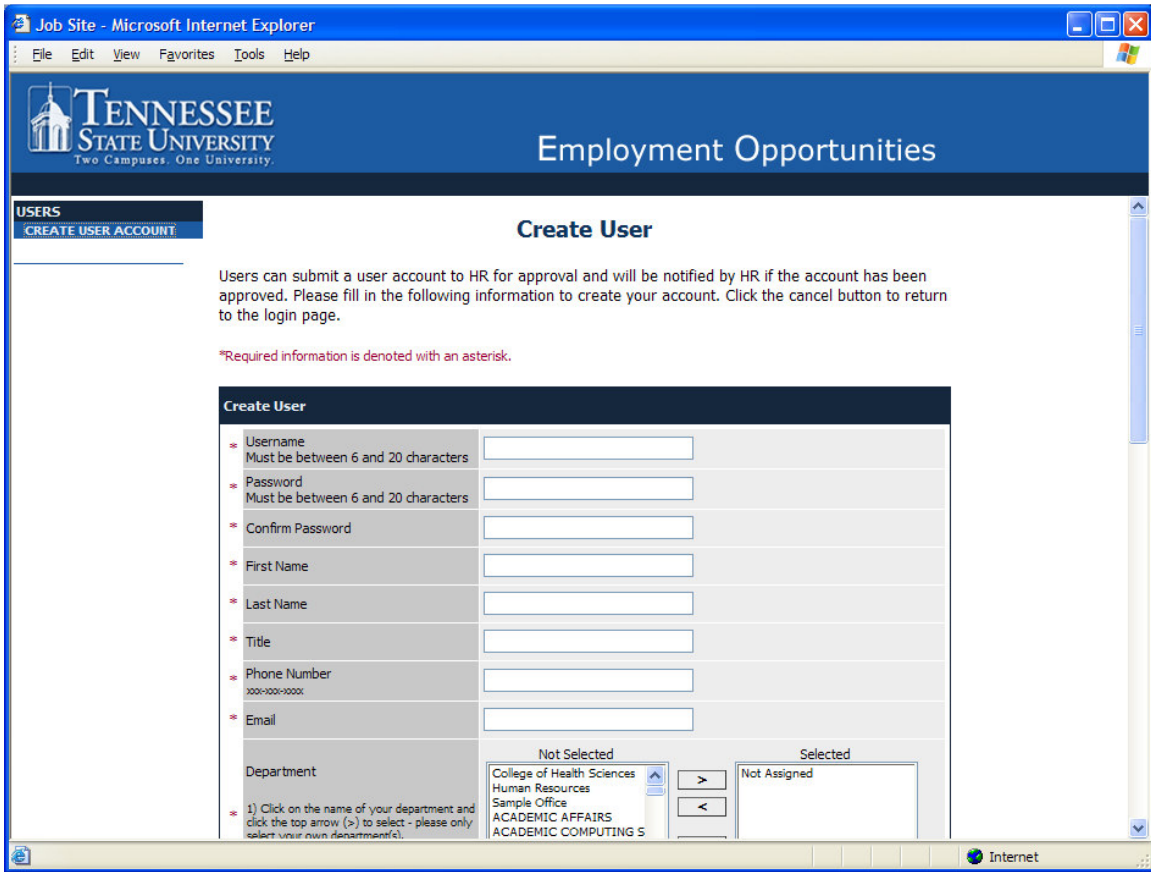 Job Site - Microsoft Internet Explorer
File Edit View Favorites Tools Help
TENNESSEE
STATE UNIVERSITY
Two Campuses. One University.
Employment Opportunities
USERS
CREATE USER ACCOUNT
Create User
Users can submit a user account to HR for approval and will be notified by HR if the account has been
approved. Please fill in the following information to create your account. Click the cancel button to return
to the login page.
*Required information is denoted with an asterisk.
Create User
* Username
Must be between 6 and 20 characters
* Password
Must be between 6 and 20 characters
* Confirm Password
* First Name
* Last Name
* Title
* Phone Number
xxx-xxx-xxxx
* Email
Department
* 1) Click on the name of your department and
click the top arrow (>) to select - please only
select your own department(s).
Not Selected
College of Health Sciences
Human Resources
Sample Office
ACADEMIC AFFAIRS
ACADEMIC COMPUTING S
>
<
Selected
Not Assigned
Internet